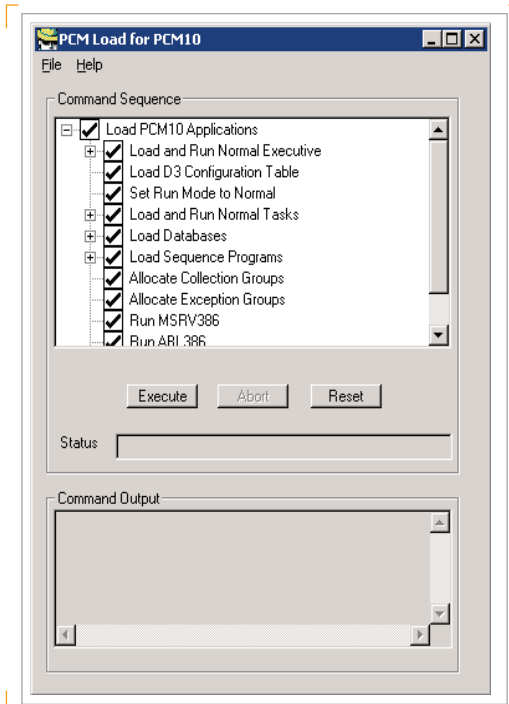 PCM Load for PCM10
File Help
Command Sequence
Load PCM10 Applications
Load and Run Normal Executive
Load D3 Configuration Table
Set Run Mode to Normal
Load and Run Normal Tasks
Load Databases
Load Sequence Programs
Allocate Collection Groups
Allocate Exception Groups
Run MSRV386
Run ABL386
Execute Abort Reset
Status
Command Output